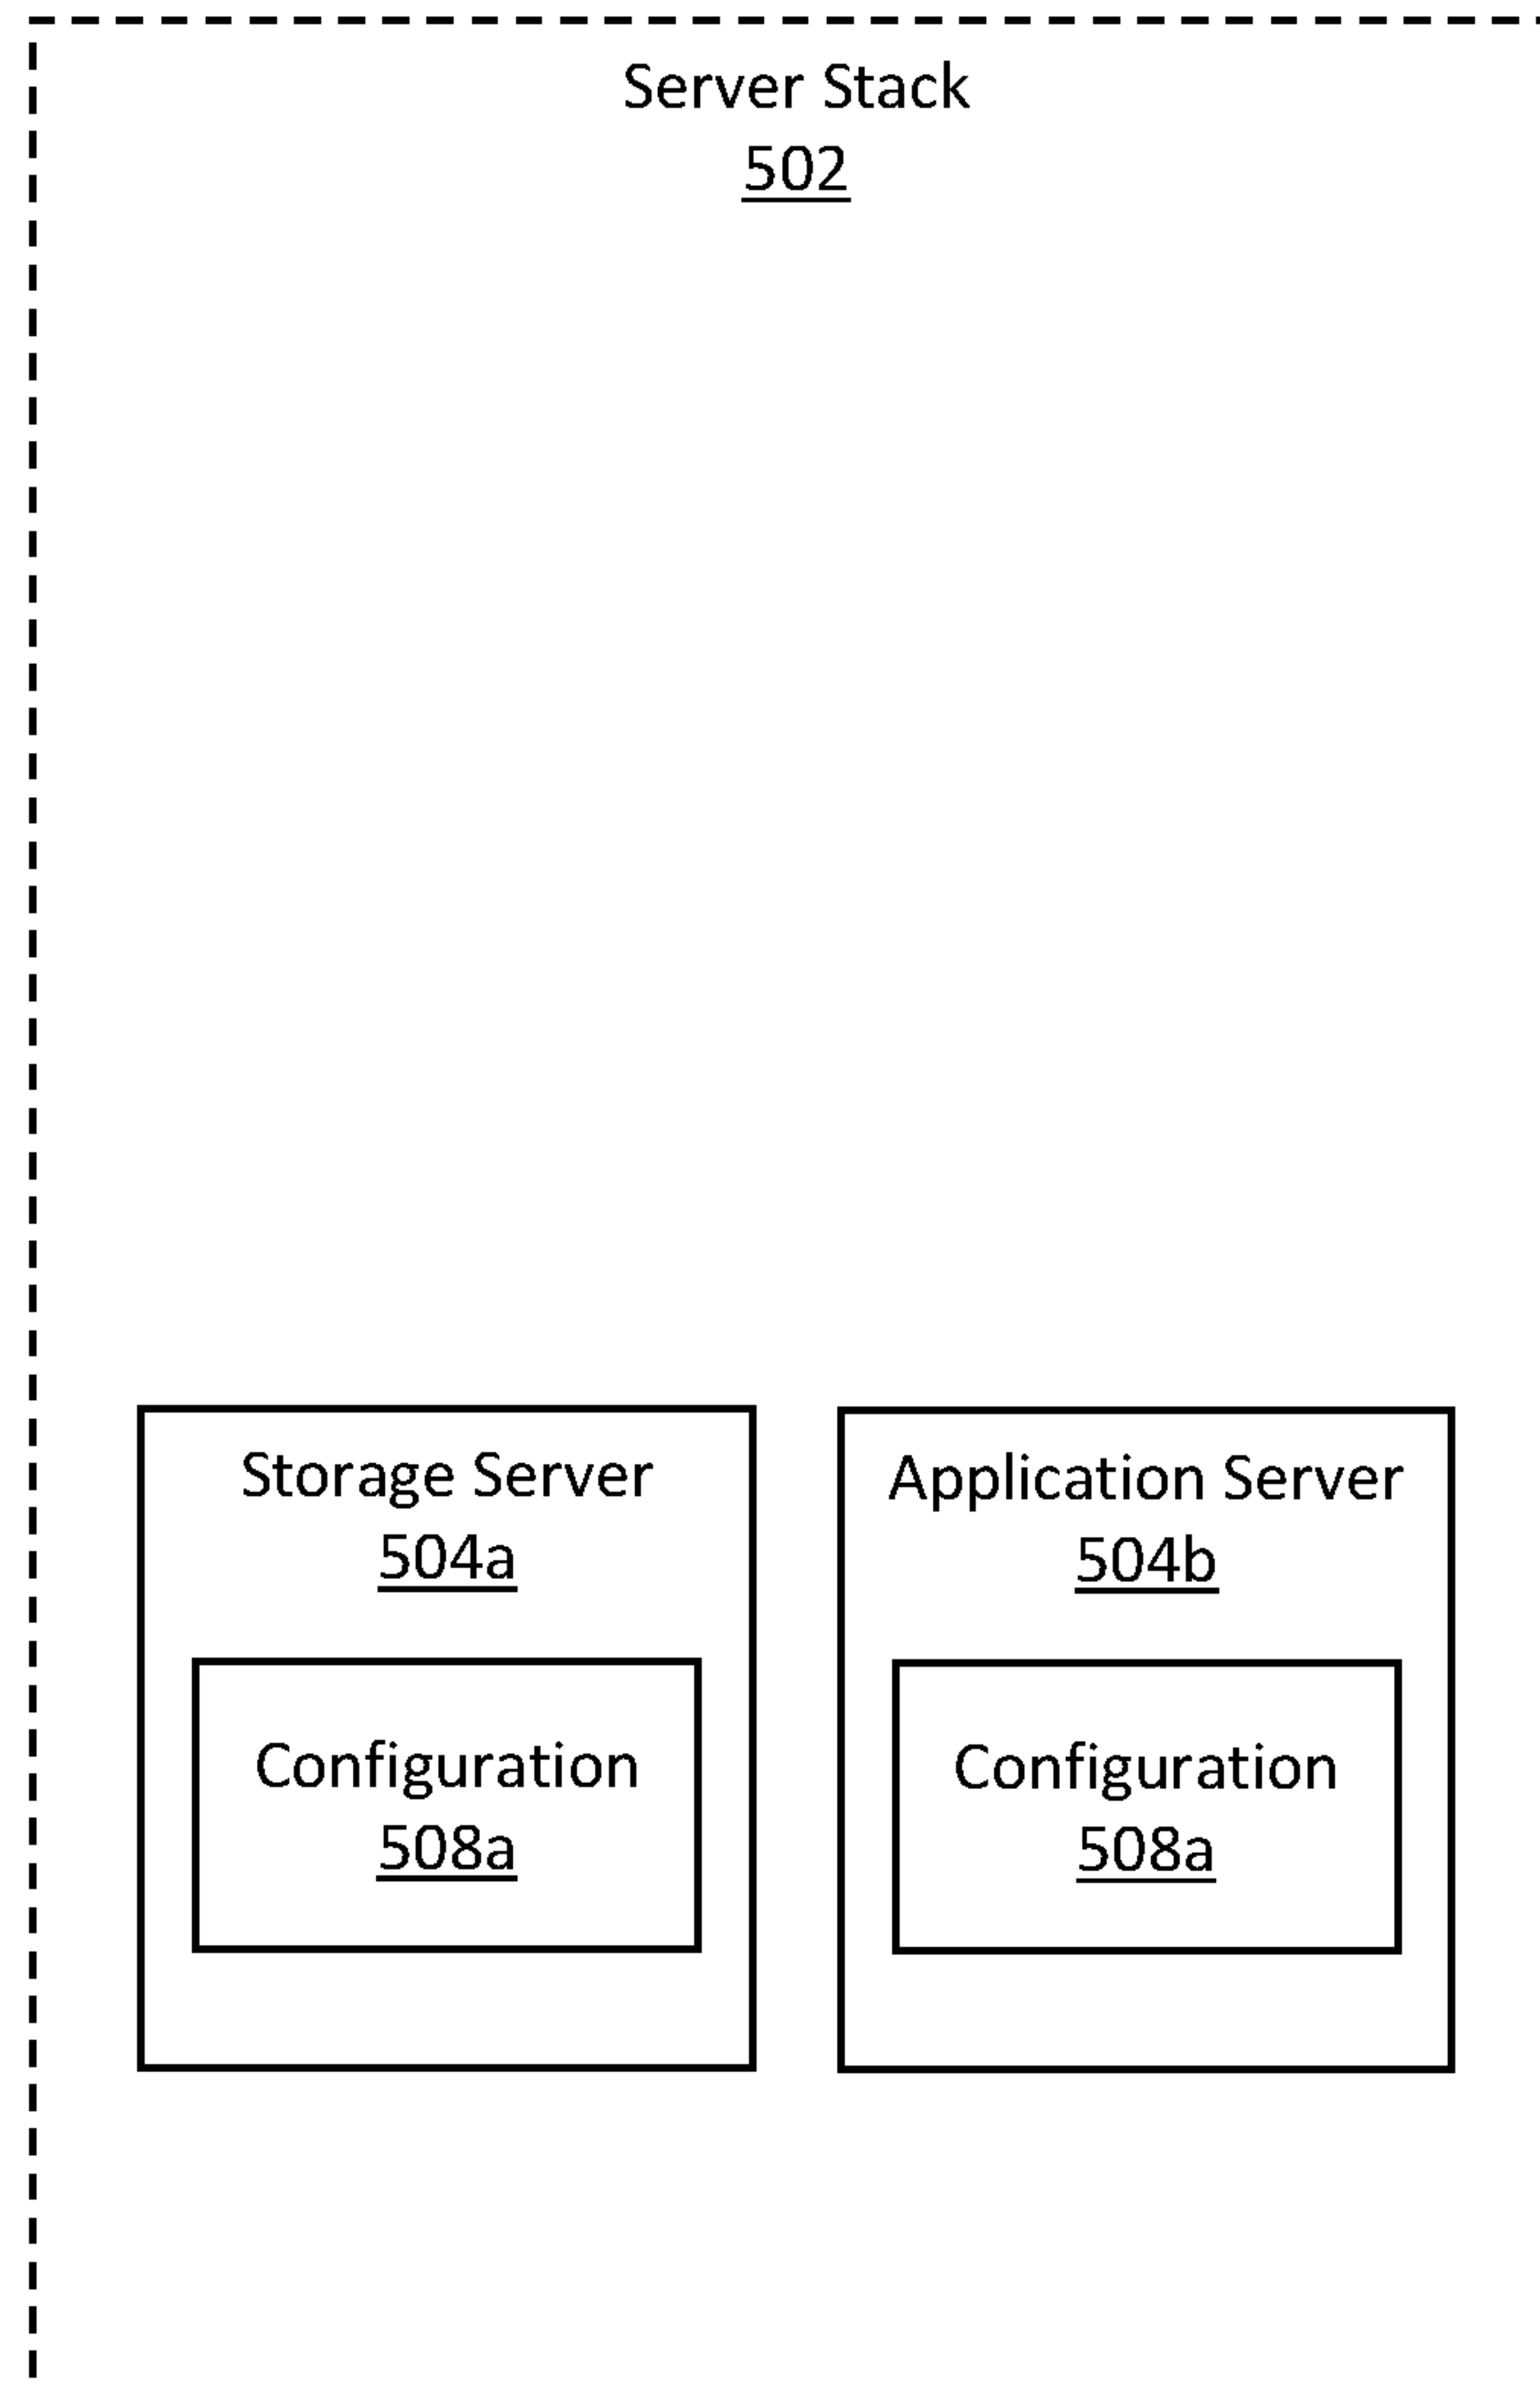 Server Stack
502
Storage Server
504a
Configuration
508a
Application Server
504b
Configuration
508a